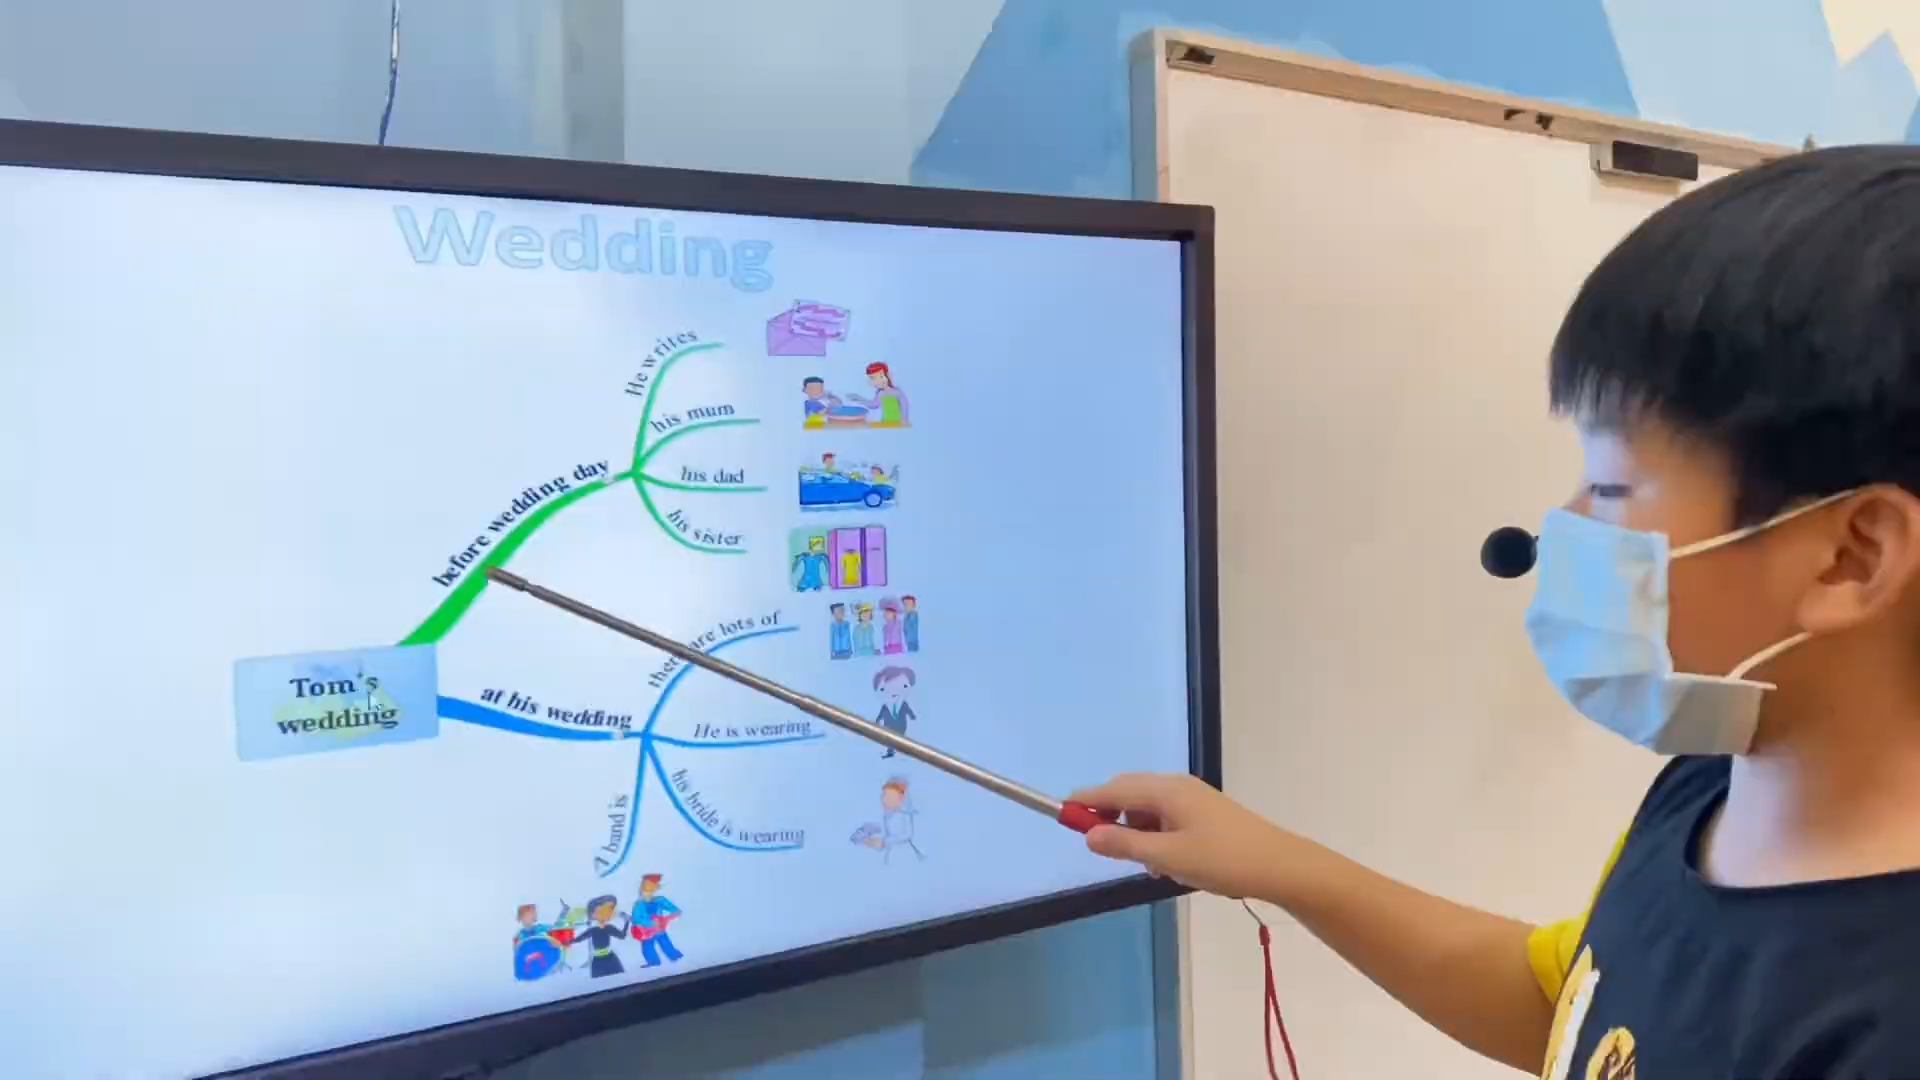 Wedding
He writes
his mum
his dad
his sister
before wedding day
Tom's
wedding
at his wedding
there are lots of
He is wearing
his bride is wearing
A band is